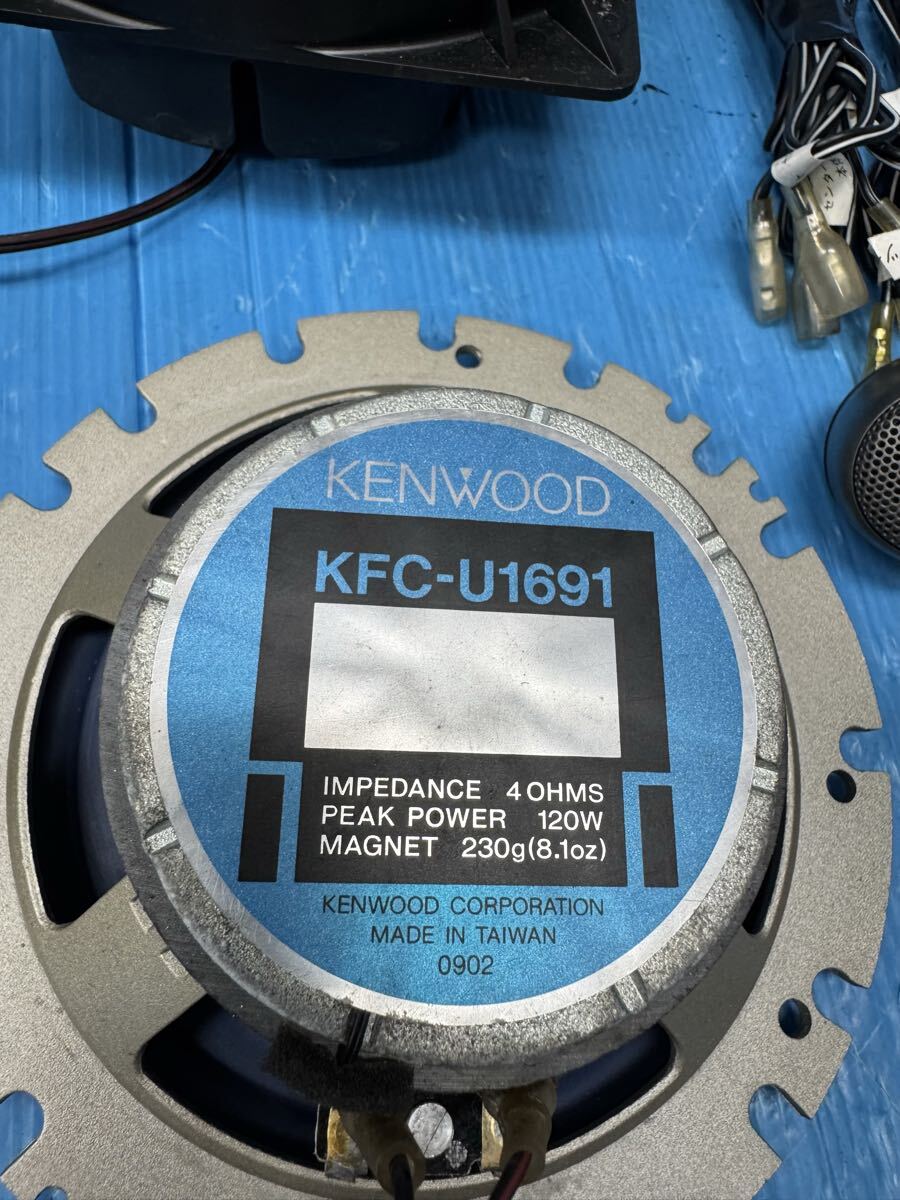 KENWOOD
KFC-U1691
IMPEDANCE 4 OHMS
PEAK POWER 120W
MAGNET 230g(8.1oz)
KENWOOD CORPORATION
MADE IN TAIWAN
0902